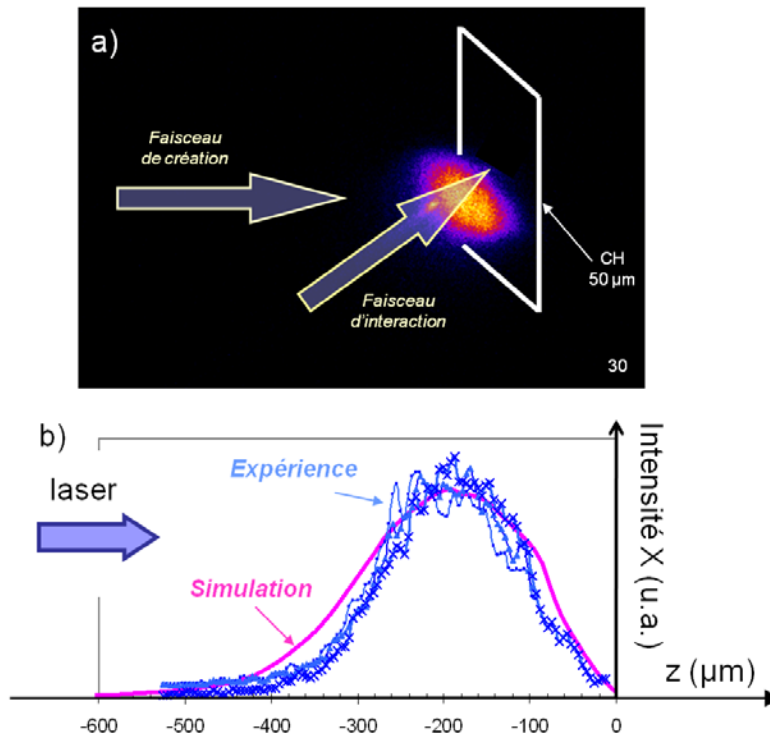 a)
Faisceau
de création
Faisceau
d'interaction
CH
50 µm
30
b)
laser
Expérience
Simulation
Intensité X (u.a.)
z (µm)
-600
-500
-400
-300
-200
-100
0